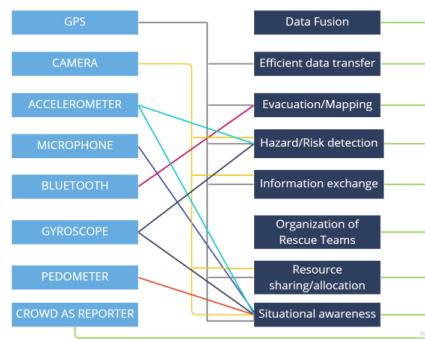 GPS
CAMERA
ACCELEROMETER
MICROPHONE
BLUETOOTH
GYROSCOPE
PEDOMETER
CROWD AS REPORTER
Data Fusion
Efficient data transfer
Evacuation/Mapping
Hazard/Risk detection
Information exchange
Organization of
Rescue Teams
Resource
sharing/allocation
Situational awareness